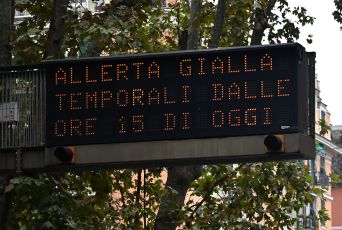 ALLERTA GIALLA
TEMPORALI DALLE
ORE 15 DI OGGI